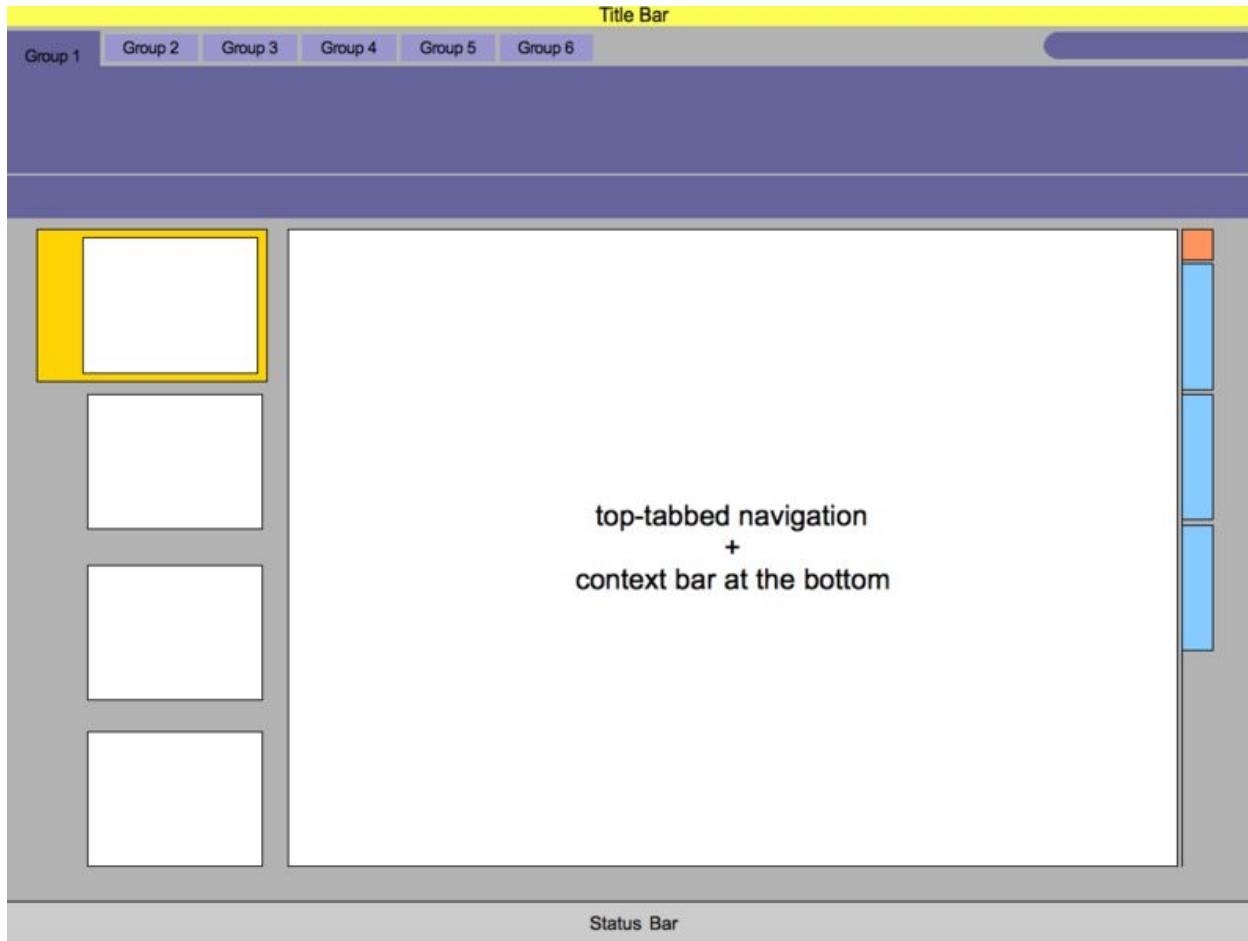 Title Bar
Group 1 Group 2 Group 3 Group 4 Group 5 Group 6
top-tabbed navigation
+
context bar at the bottom
Status Bar